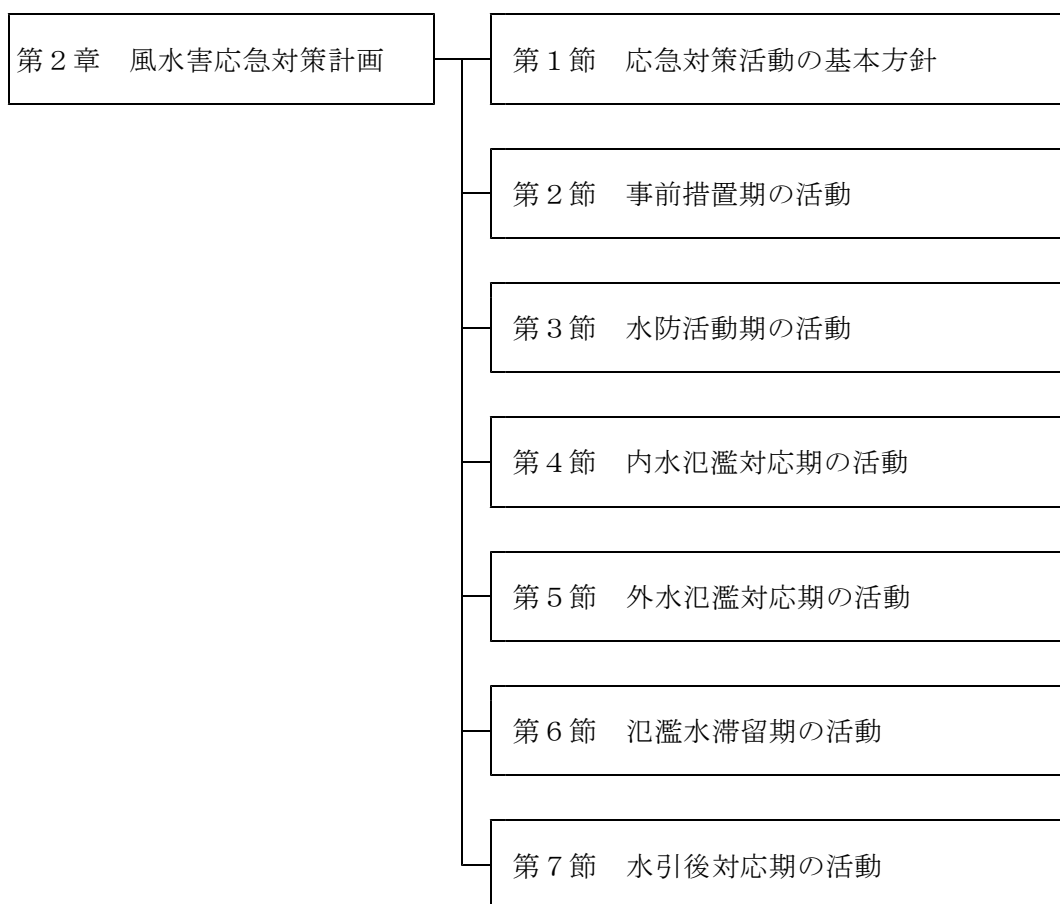 第２章　風水害応急対策計画
第１節　応急対策活動の基本方針
第２節　事前措置期の活動
第３節　水防活動期の活動
第４節　内水氾濫対応期の活動
第５節　外水氾濫対応期の活動
第６節　氾濫水滞留期の活動
第７節　水引後対応期の活動